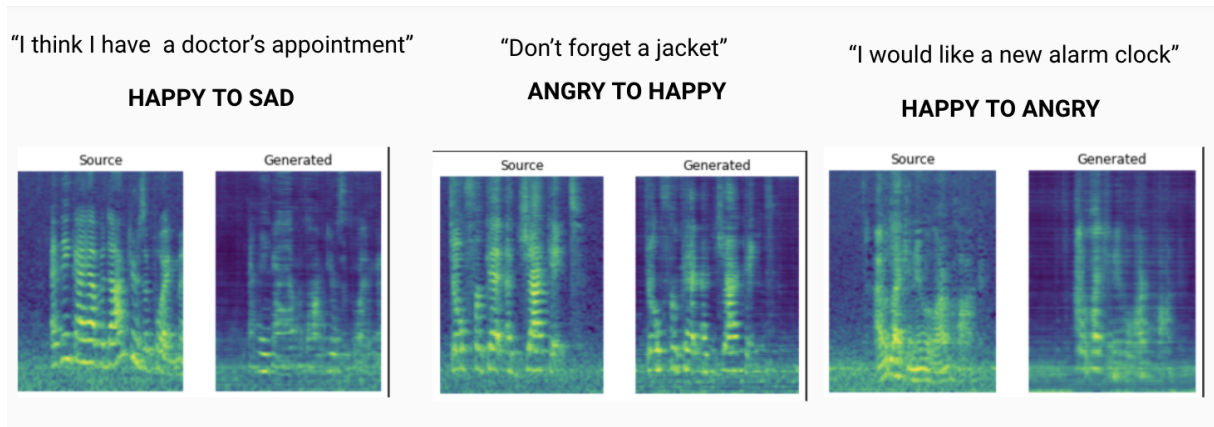 “I think I have  a doctor’s appointment”
HAPPY TO SAD
Source
Generated
“Don’t forget a jacket”
ANGRY TO HAPPY
Source
Generated
“I would like a new alarm clock”
HAPPY TO ANGRY
Source
Generated